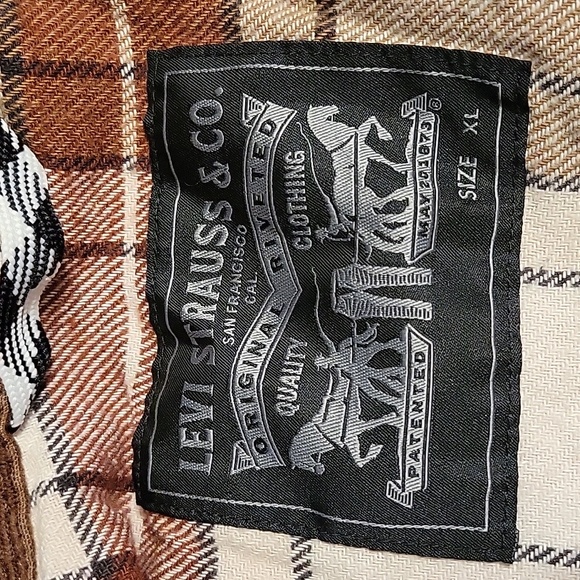 LEVI STRAUSS & CO.
SAN FRANCISCO
CAL.
ORIGINAL RIVETED
QUALITY CLOTHING
PATENTED MAY 20 1873 ®
SIZE XL